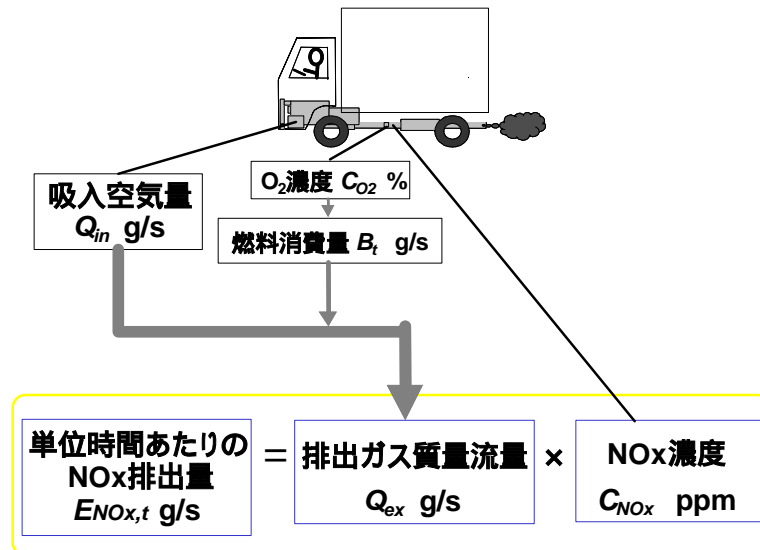 吸入空気量
Qin g/s
O₂濃度 CO2 %
燃料消費量 Bt g/s
単位時間あたりの
NOx排出量
ENOx,t g/s
=
排出ガス質量流量
Qex g/s
×
NOx濃度
CNOx ppm